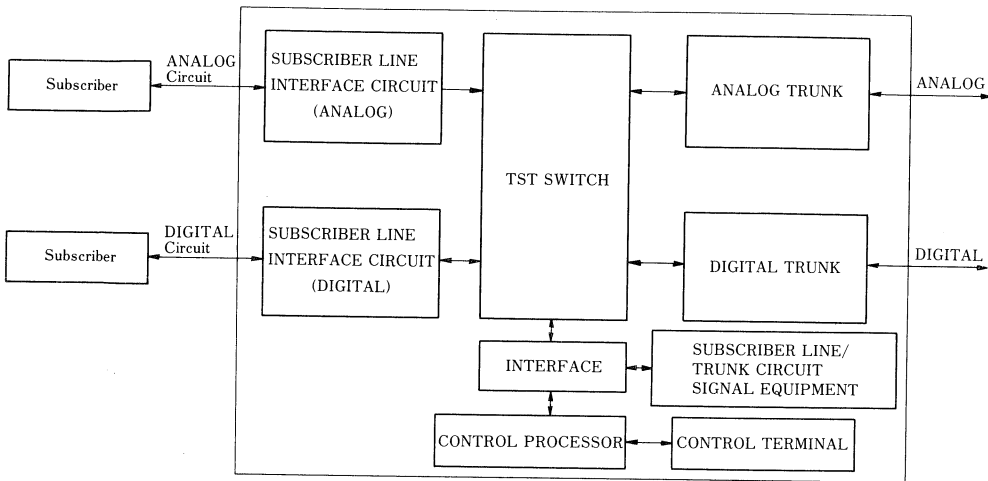 Subscriber
ANALOG
Circuit
SUBSCRIBER LINE
INTERFACE CIRCUIT
(ANALOG)
TST SWITCH
ANALOG TRUNK
ANALOG
Subscriber
DIGITAL
Circuit
SUBSCRIBER LINE
INTERFACE CIRCUIT
(DIGITAL)
DIGITAL TRUNK
DIGITAL
INTERFACE
SUBSCRIBER LINE/
TRUNK CIRCUIT
SIGNAL EQUIPMENT
CONTROL PROCESSOR
CONTROL TERMINAL